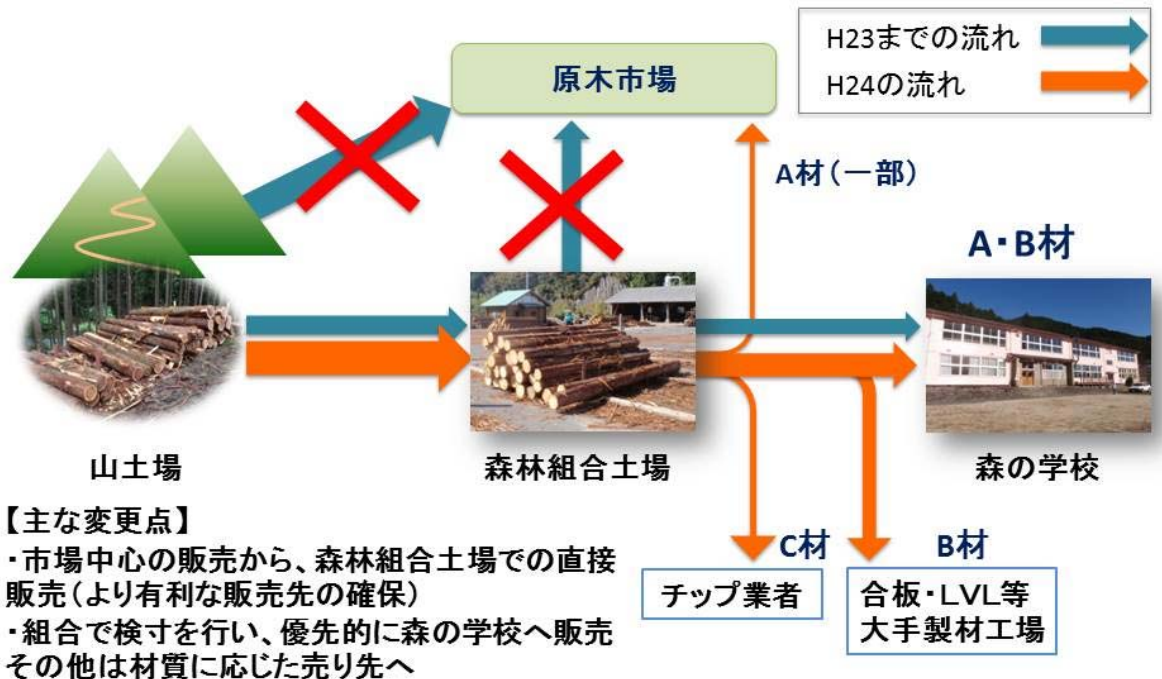 H23までの流れ
H24の流れ
原木市場
A材(一部)
A・B材
山土場
森林組合土場
森の学校
【主な変更点】
・市場中心の販売から、森林組合土場での直接
販売(より有利な販売先の確保)
・組合で検寸を行い、優先的に森の学校へ販売
その他は材質に応じた売り先へ
C材
チップ業者
B材
合板・LVL等
大手製材工場